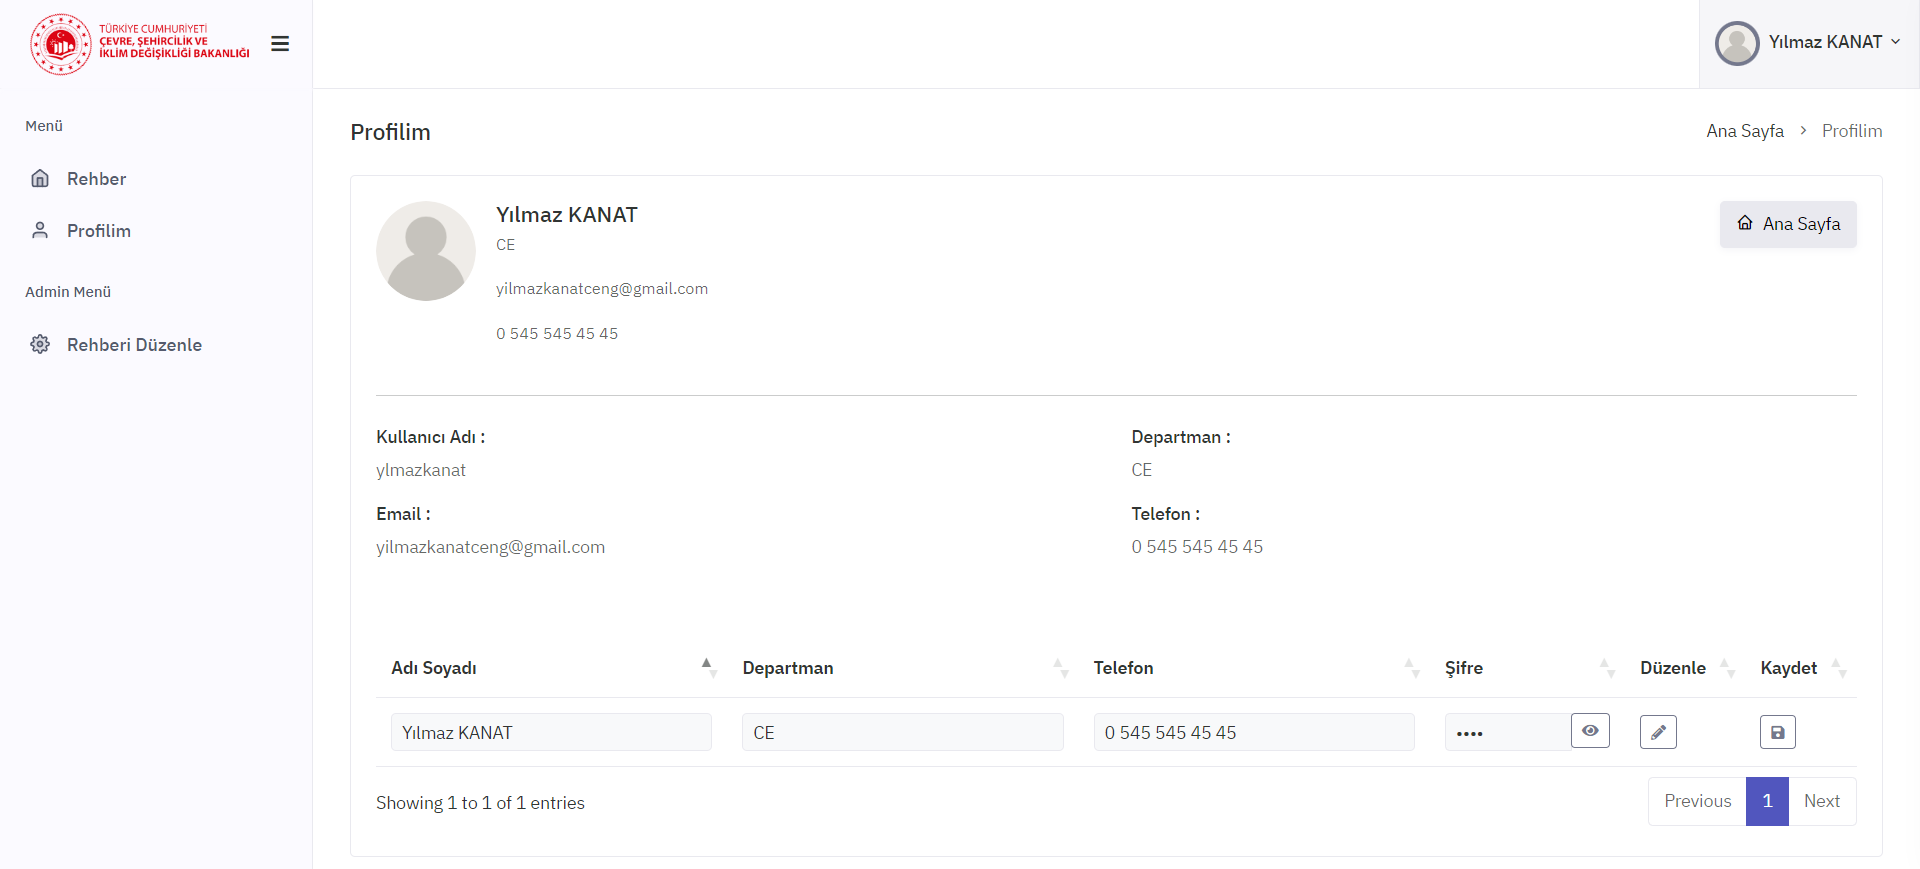 TÜRKİYE CUMHURİYETİ
ÇEVRE, ŞEHİRCİLİK VE
İKLİM DEĞİŞİKLİĞİ BAKANLIĞI
Yılmaz KANAT
Menü
Rehber
Profilim
Admin Menü
Rehberi Düzenle
Profilim
Ana Sayfa > Profilim
Yılmaz KANAT
CE
yilmazkanatceng@gmail.com
0 545 545 45 45
Ana Sayfa
Kullanıcı Adı :
ylmazkanat
Departman :
CE
Email :
yilmazkanatceng@gmail.com
Telefon :
0 545 545 45 45
Adı Soyadı Departman Telefon Şifre Düzenle Kaydet
Yılmaz KANAT CE 0 545 545 45 45 ••••
Showing 1 to 1 of 1 entries
Previous 1 Next